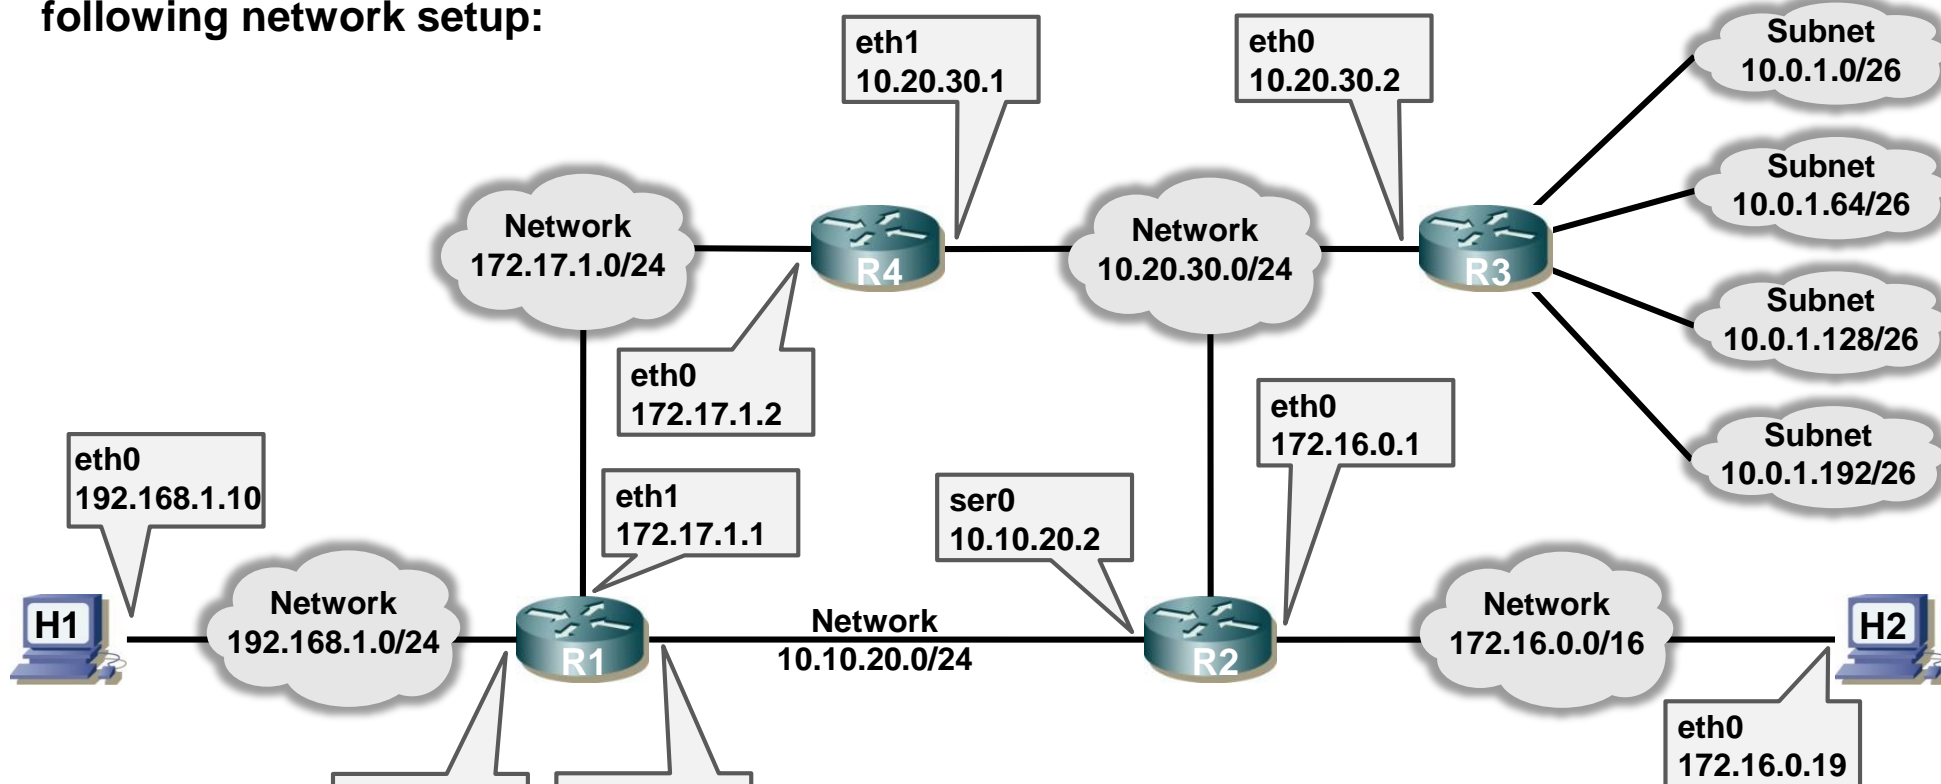 following network setup:
eth1
10.20.30.1
eth0
10.20.30.2
Subnet
10.0.1.0/26
Subnet
10.0.1.64/26
Network
172.17.1.0/24
R4
Network
10.20.30.0/24
R3
Subnet
10.0.1.128/26
eth0
172.17.1.2
eth0
172.16.0.1
Subnet
10.0.1.192/26
eth0
192.168.1.10
eth1
172.17.1.1
ser0
10.10.20.2
H1
Network
192.168.1.0/24
R1
Network
10.10.20.0/24
R2
Network
172.16.0.0/16
H2
eth0
172.16.0.19